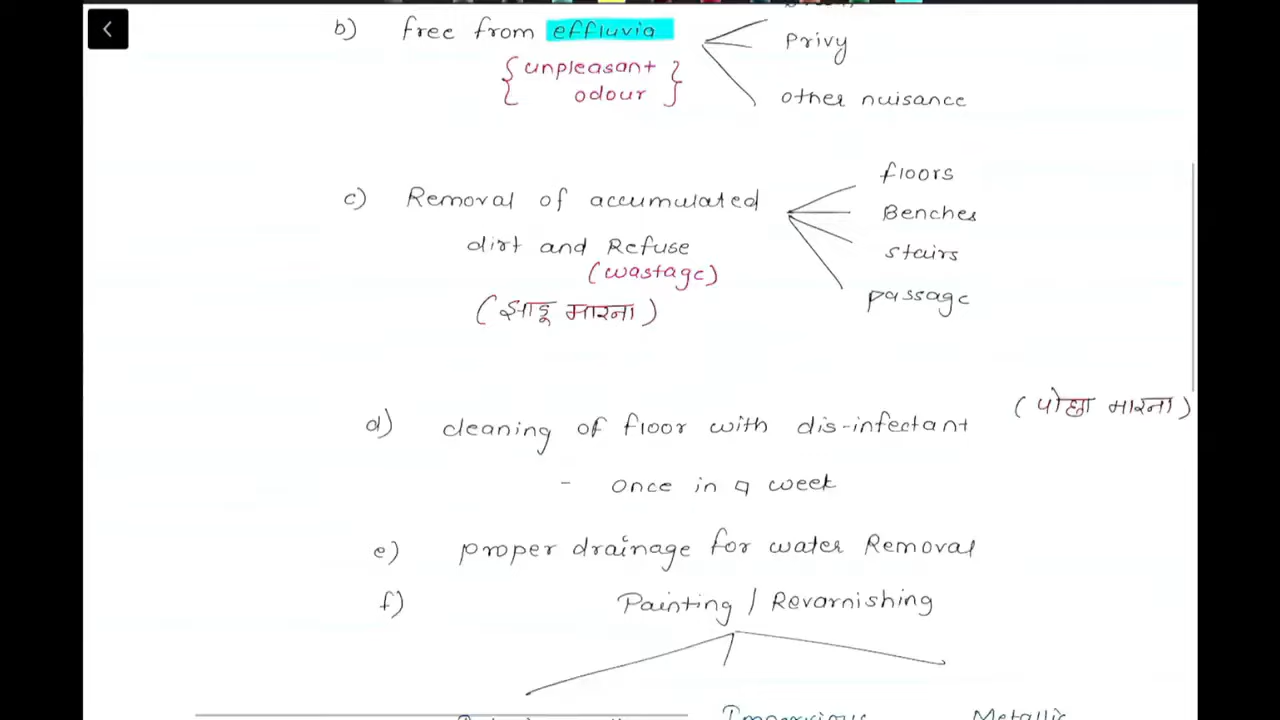 b) free from effluvia
privy
{unpleasant
odour}
other nuisance
floors
c) Removal of accumulated
Benches
dirt and Refuse
stairs
(wastage)
passage
(झाडू मारना)
(पोछा मारना)
d) cleaning of floor with dis-infectant
- once in a week
e) proper drainage for water Removal
f) Painting / Revarnishing
Metallic